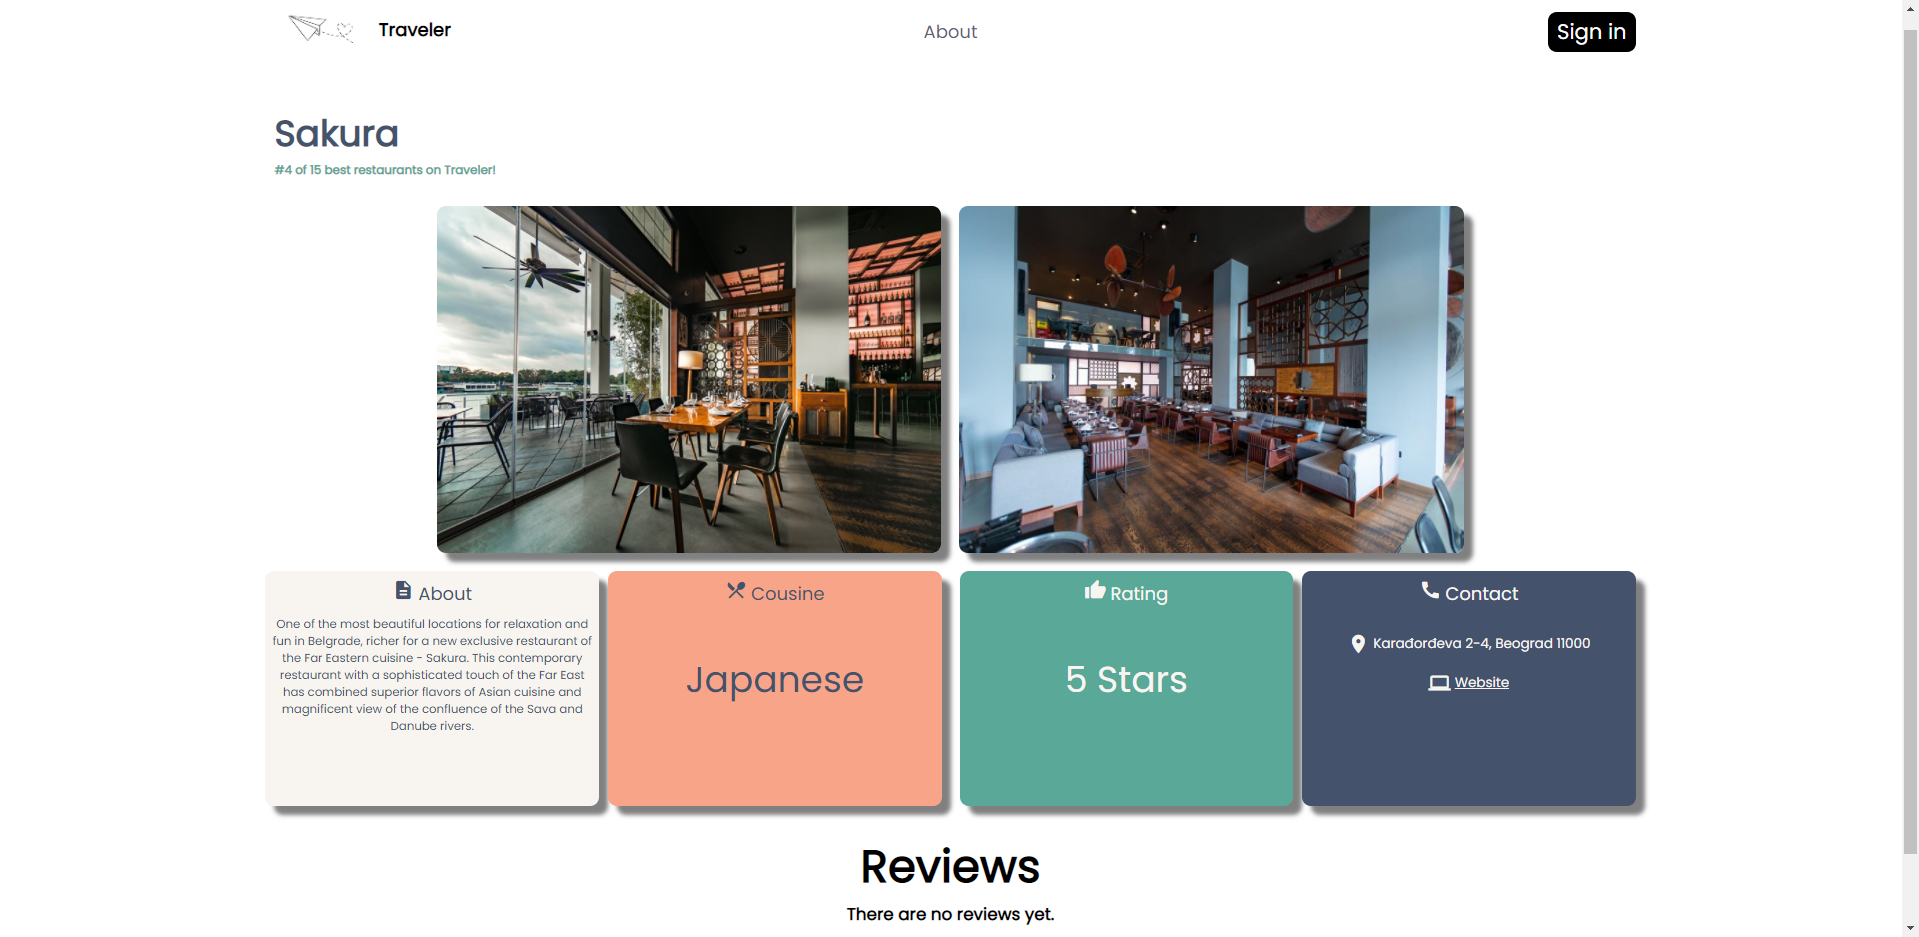 Traveler
About
Sign in
Sakura
#4 of 15 best restaurants on Traveler!
About
One of the most beautiful locations for relaxation and
fun in Belgrade, richer for a new exclusive restaurant of
the Far Eastern cuisine - Sakura. This contemporary
restaurant with a sophisticated touch of the Far East
has combined superior flavors of Asian cuisine and
magnificent view of the confluence of the Sava and
Danube rivers.
Cousine
Japanese
Rating
5 Stars
Contact
Karađorđeva 2-4, Beograd 11000
Website
Reviews
There are no reviews yet.